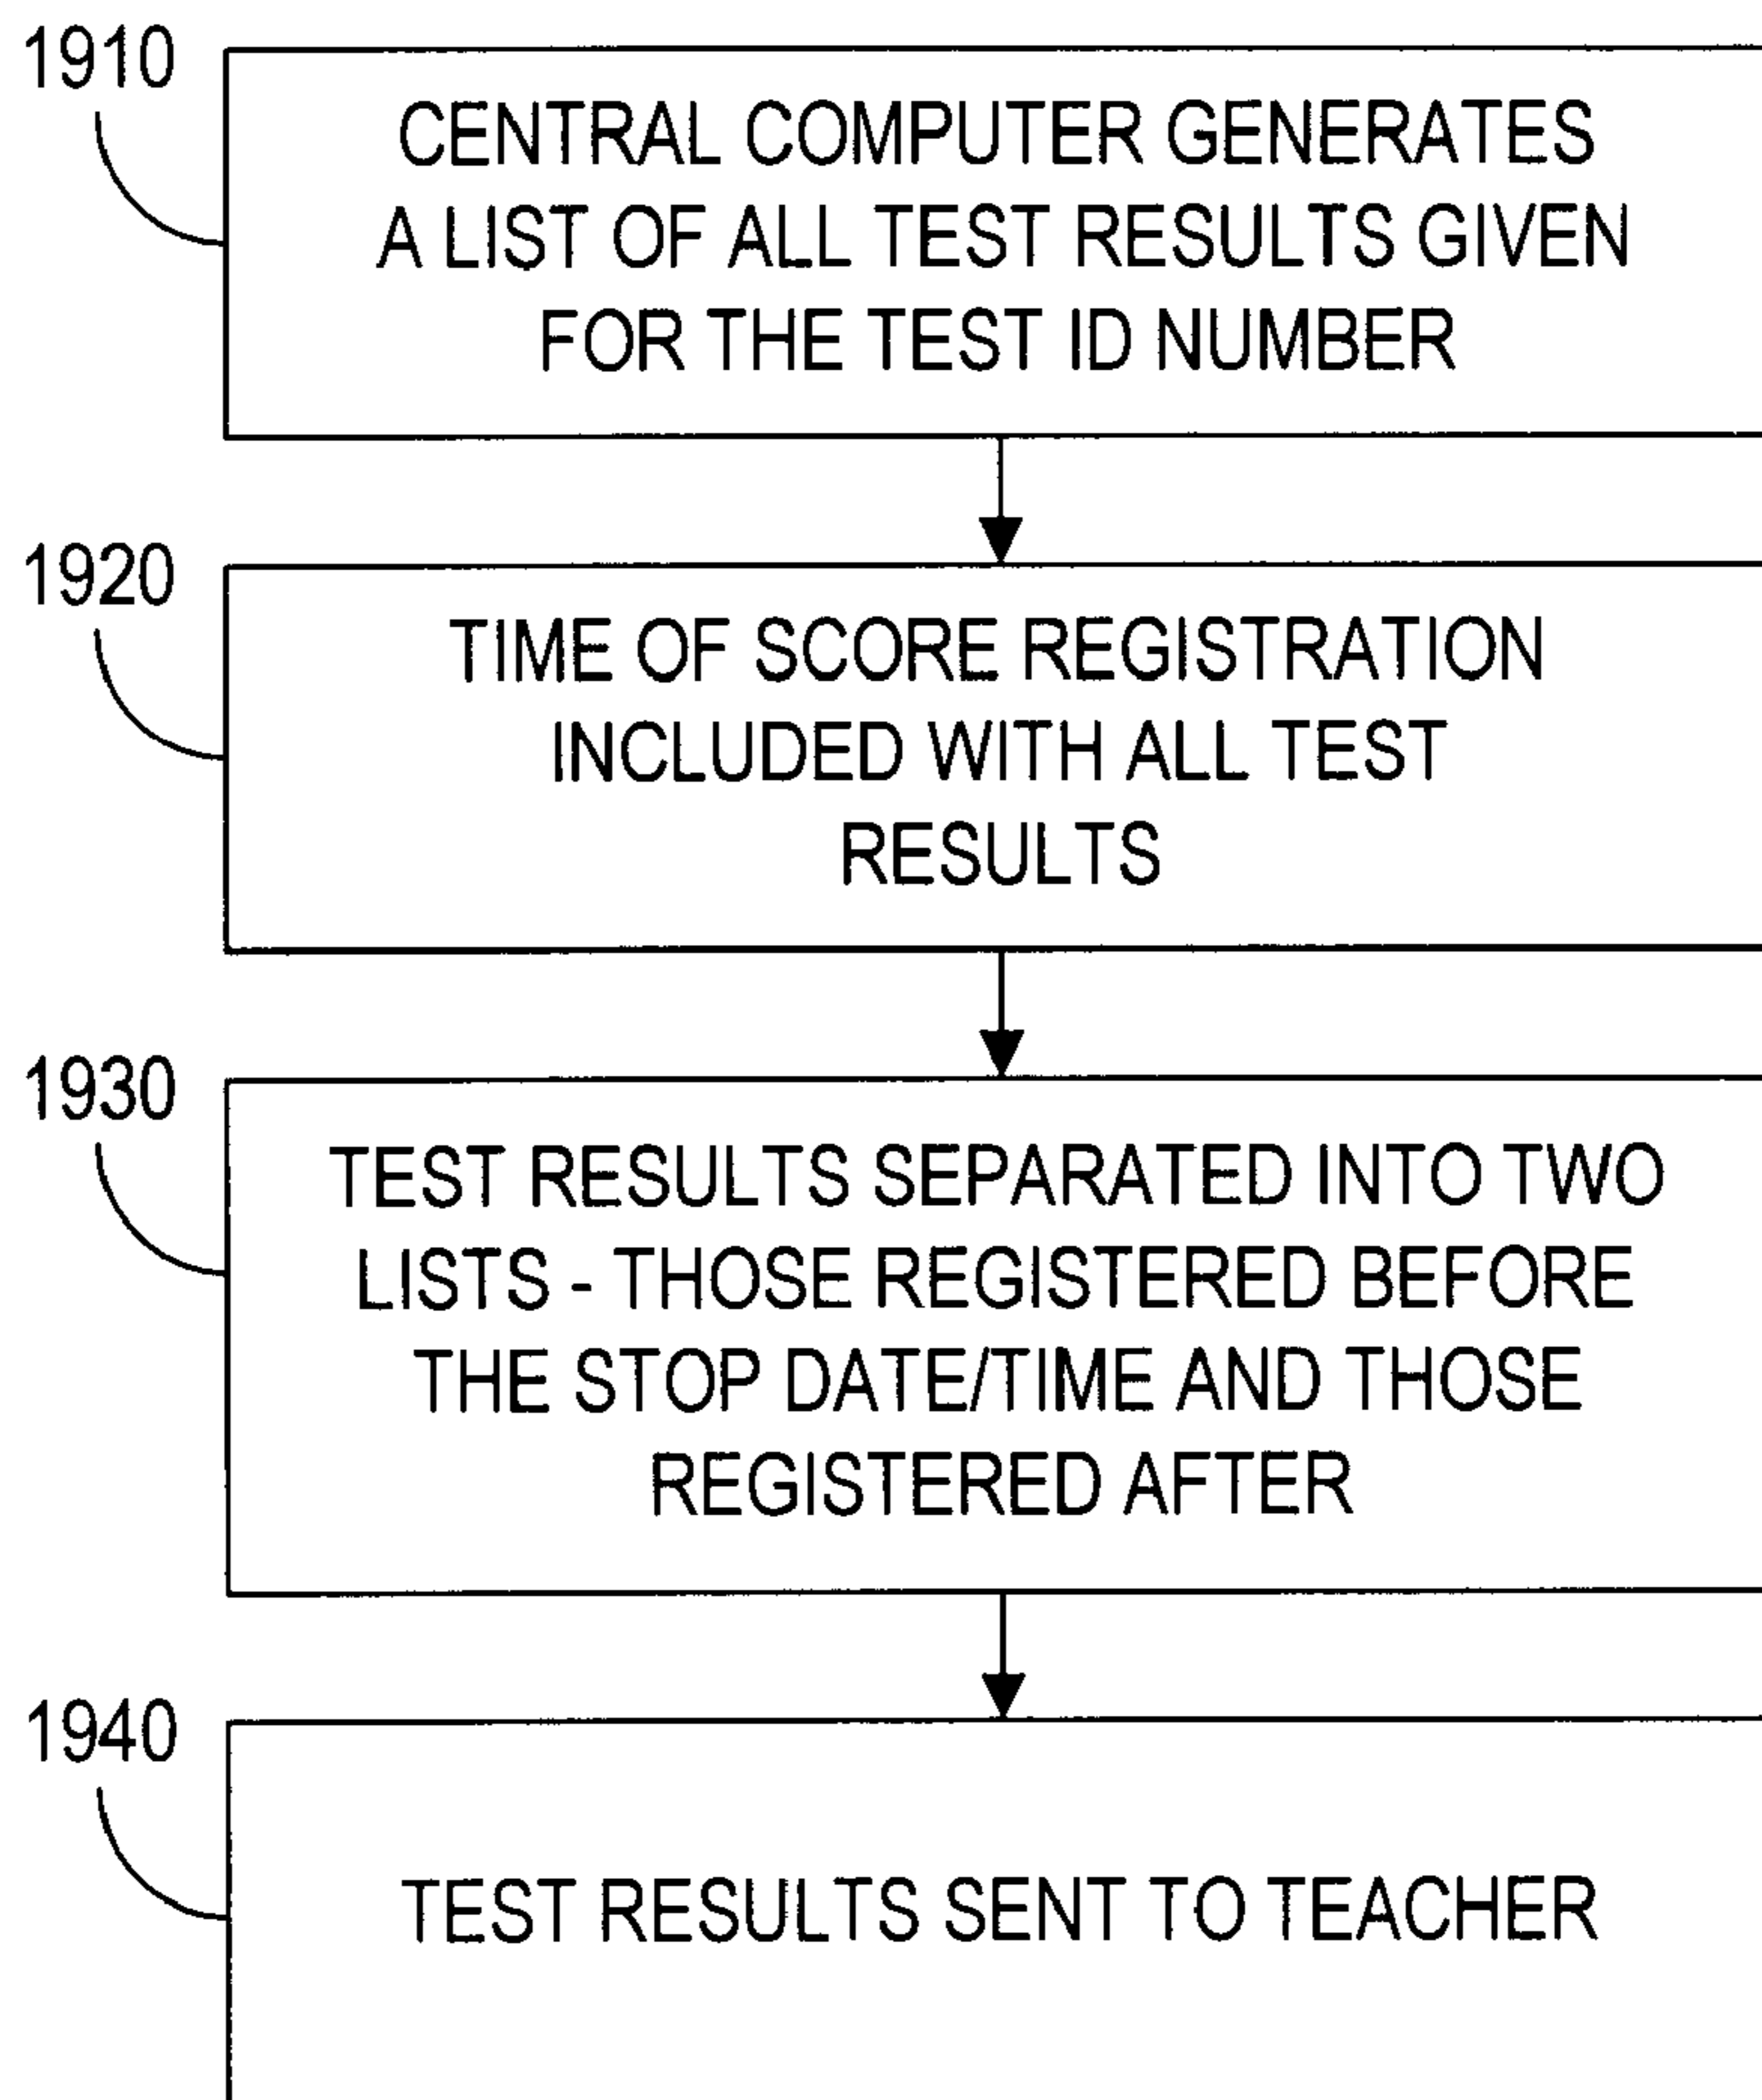 1910
CENTRAL COMPUTER GENERATES
A LIST OF ALL TEST RESULTS GIVEN
FOR THE TEST ID NUMBER
1920
TIME OF SCORE REGISTRATION
INCLUDED WITH ALL TEST
RESULTS
1930
TEST RESULTS SEPARATED INTO TWO
LISTS - THOSE REGISTERED BEFORE
THE STOP DATE/TIME AND THOSE
REGISTERED AFTER
1940
TEST RESULTS SENT TO TEACHER